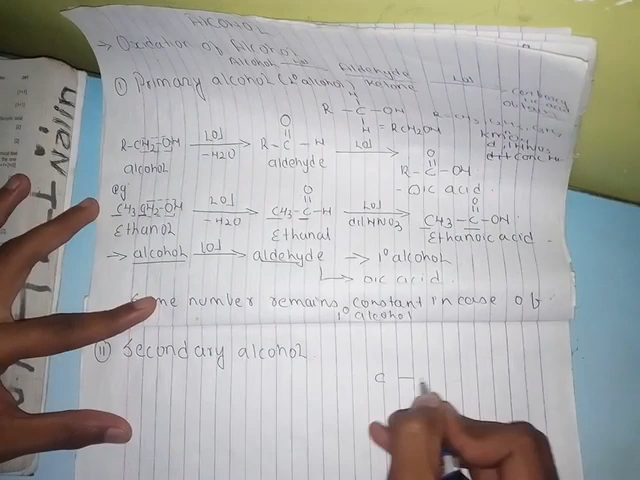 Alcohol
→ Oxidation of Alcohol
Alcohol [O] Aldehyde [O]
Ketone
(i) Primary alcohol (1° alcohol)
R - C - OH
H = RCH2OH
R-CH2-OH [O] -H2O R - C - H [O] R - C - OH
O O
alcohol aldehyde - oic acid
eg
CH3 CH2-OH [O] -H2O CH3 - C - H [O] dil HNO3 CH3 - C - OH
O O
Ethanol Ethanal Ethanoic acid
→ alcohol [O] aldehyde → 1° alcohol
oic acid
Same number remains constant in case of
1° alcohol
(ii) Secondary alcohol
C -